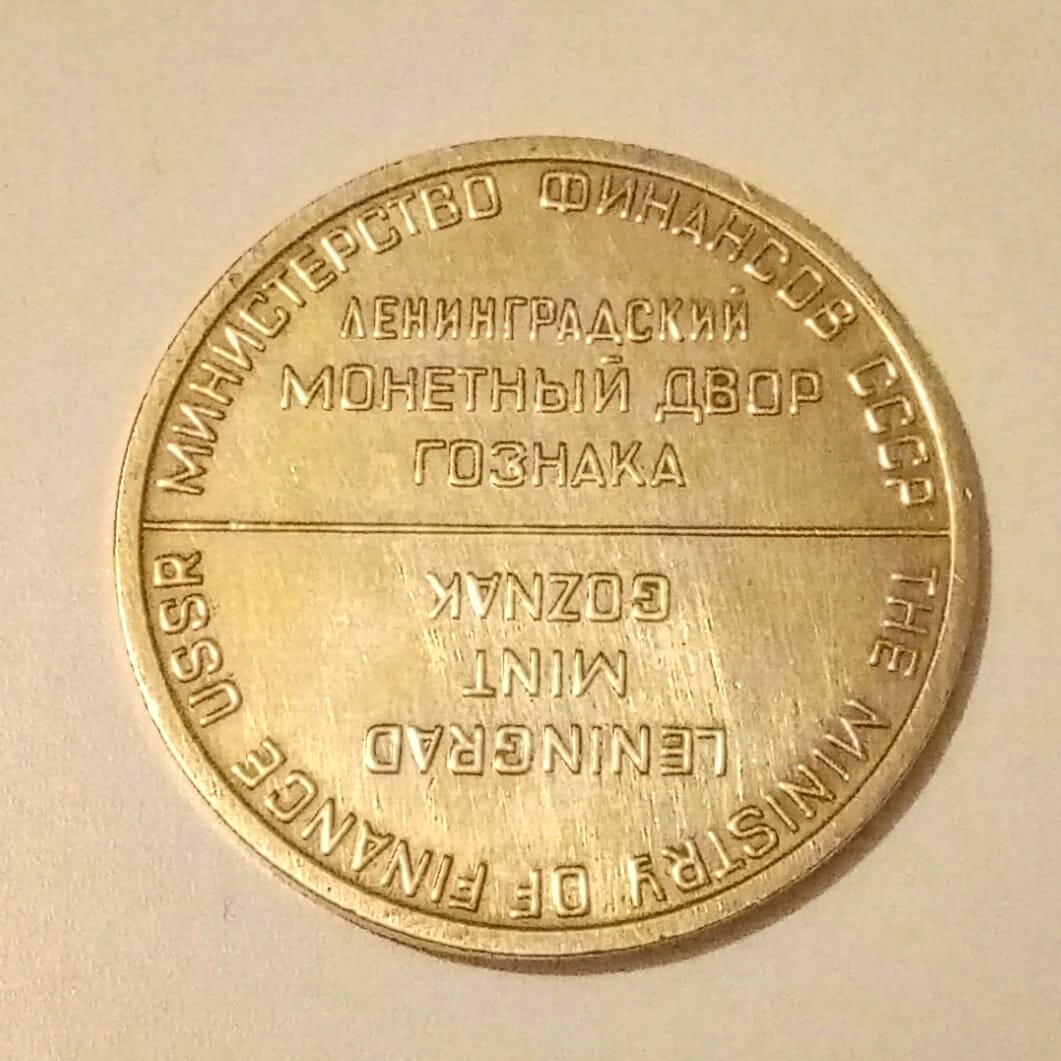 МИНИСТЕРСТВО ФИНАНСОВ СССР
ЛЕНИНГРАДСКИЙ
МОНЕТНЫЙ ДВОР
ГОЗНАКА
THE MINISTRY OF FINANCE USSR
LENINGRAD
MINT
GOZNAK